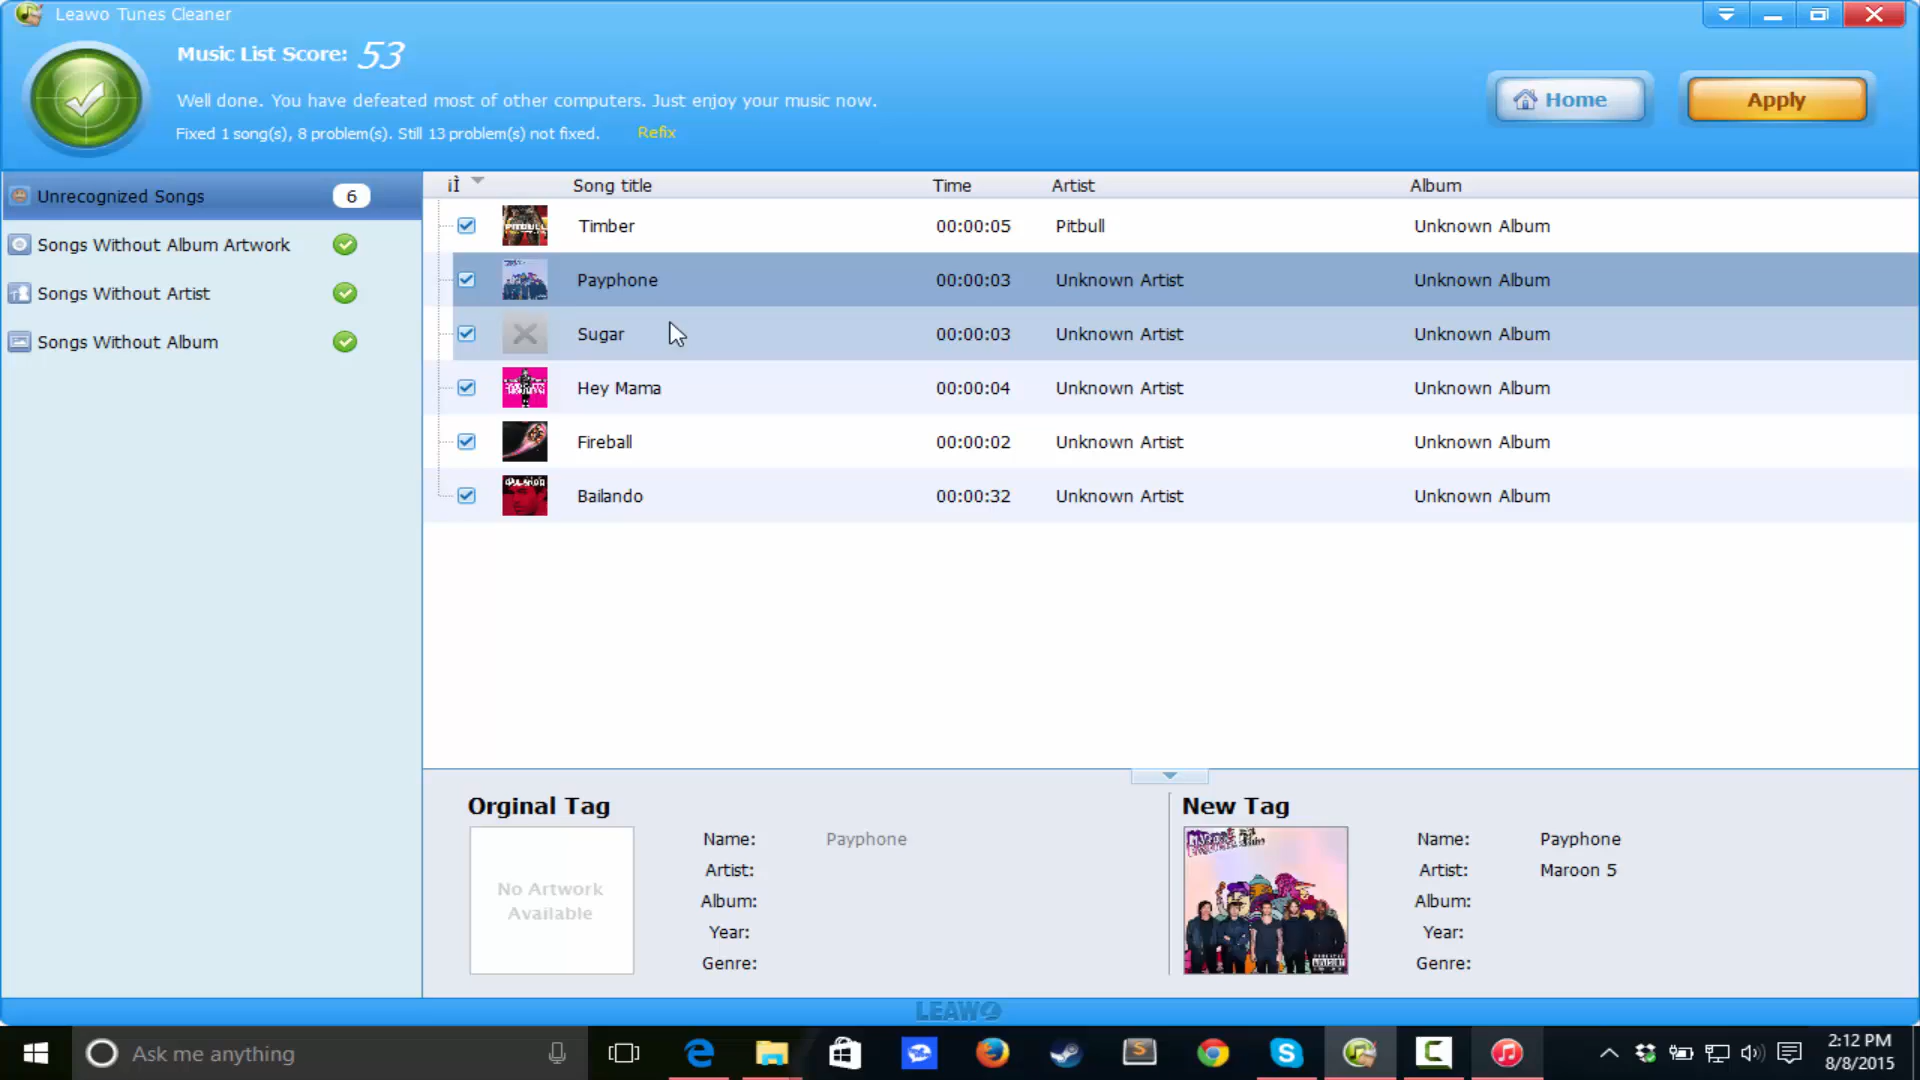 Leawo Tunes Cleaner
Music List Score: 53
Well done. You have defeated most of other computers. Just enjoy your music now.
Fixed 1 song(s), 8 problem(s). Still 13 problem(s) not fixed. Refix
Home
Apply
Unrecognized Songs 6
Songs Without Album Artwork
Songs Without Artist
Songs Without Album
iÌ Song title Time Artist Album
PITBULL Timber 00:00:05 Pitbull Unknown Album
Payphone 00:00:03 Unknown Artist Unknown Album
Sugar 00:00:03 Unknown Artist Unknown Album
Hey Mama 00:00:04 Unknown Artist Unknown Album
Fireball 00:00:02 Unknown Artist Unknown Album
Bailando 00:00:32 Unknown Artist Unknown Album
Orginal Tag
No Artwork
Available
Name: Payphone
Artist:
Album:
Year:
Genre:
New Tag
Name: Payphone
Artist: Maroon 5
Album:
Year:
Genre:
LEAWO
Ask me anything
2:12 PM
8/8/2015